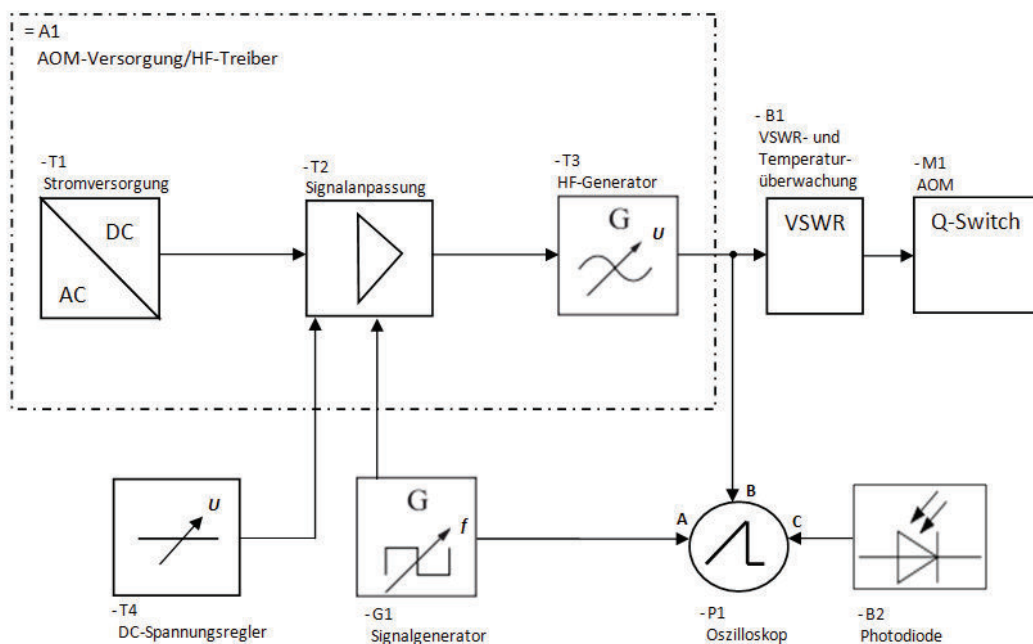 = A1
AOM-Versorgung/HF-Treiber
-T1
Stromversorgung
DC
AC
-T2
Signalanpassung
-T3
HF-Generator
G
U
- B1
VSWR- und
Temperatur-
überwachung
VSWR
-M1
AOM
Q-Switch
U
-T4
DC-Spannungsregler
G
f
-G1
Signalgenerator
A
B
C
-P1
Oszilloskop
-B2
Photodiode